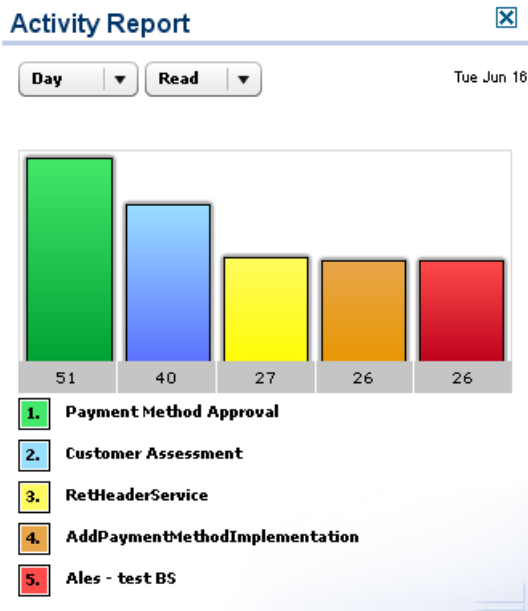 Activity Report
Day Read Tue Jun 16
51 40 27 26 26
1. Payment Method Approval
2. Customer Assessment
3. RetHeaderService
4. AddPaymentMethodImplementation
5. Ales - test BS